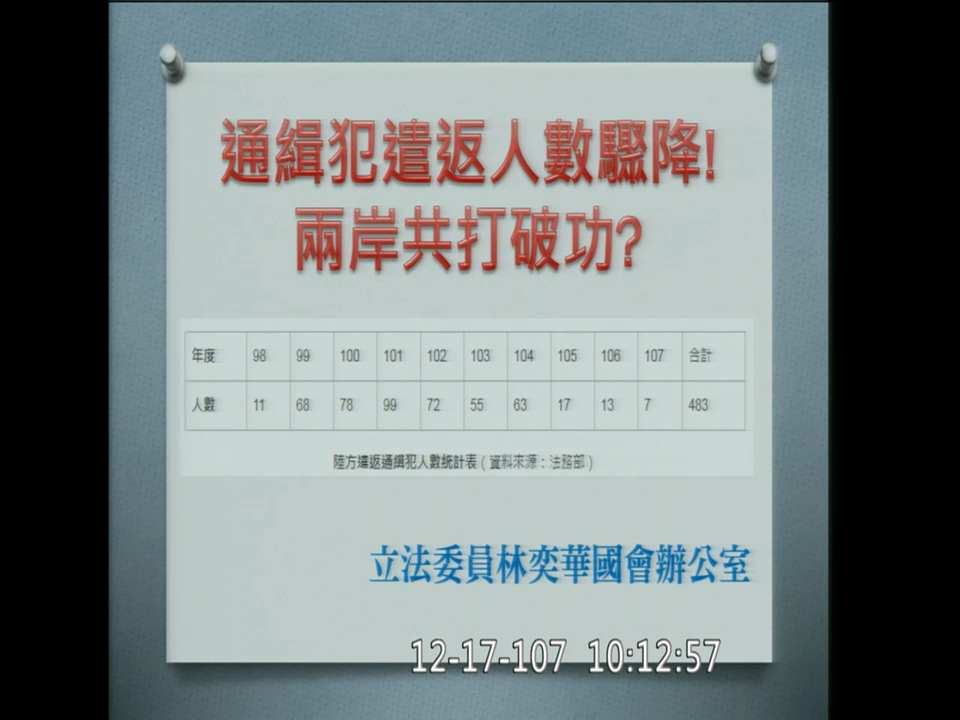 通緝犯遣返人數驟降!
兩岸共打破功?
年度 98 99 100 101 102 103 104 105 106 107 合計
人數 11 68 78 99 72 55 63 17 13 7 483
陸方遣返通緝犯人數統計表(資料來源:法務部)
立法委員林奕華國會辦公室
12-17-107 10:12:57